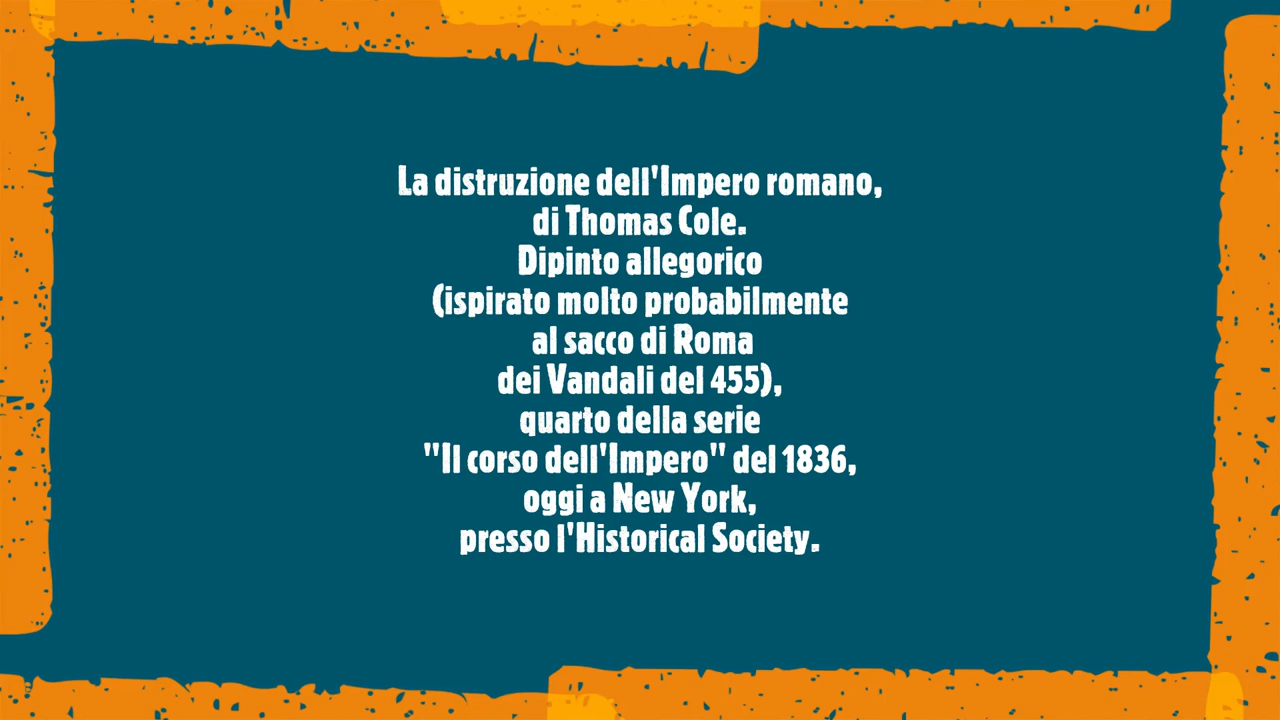 La distruzione dell'Impero romano,
di Thomas Cole.
Dipinto allegorico
(ispirato molto probabilmente
al sacco di Roma
dei Vandali del 455),
quarto della serie
"Il corso dell'Impero" del 1836,
oggi a New York,
presso l'Historical Society.